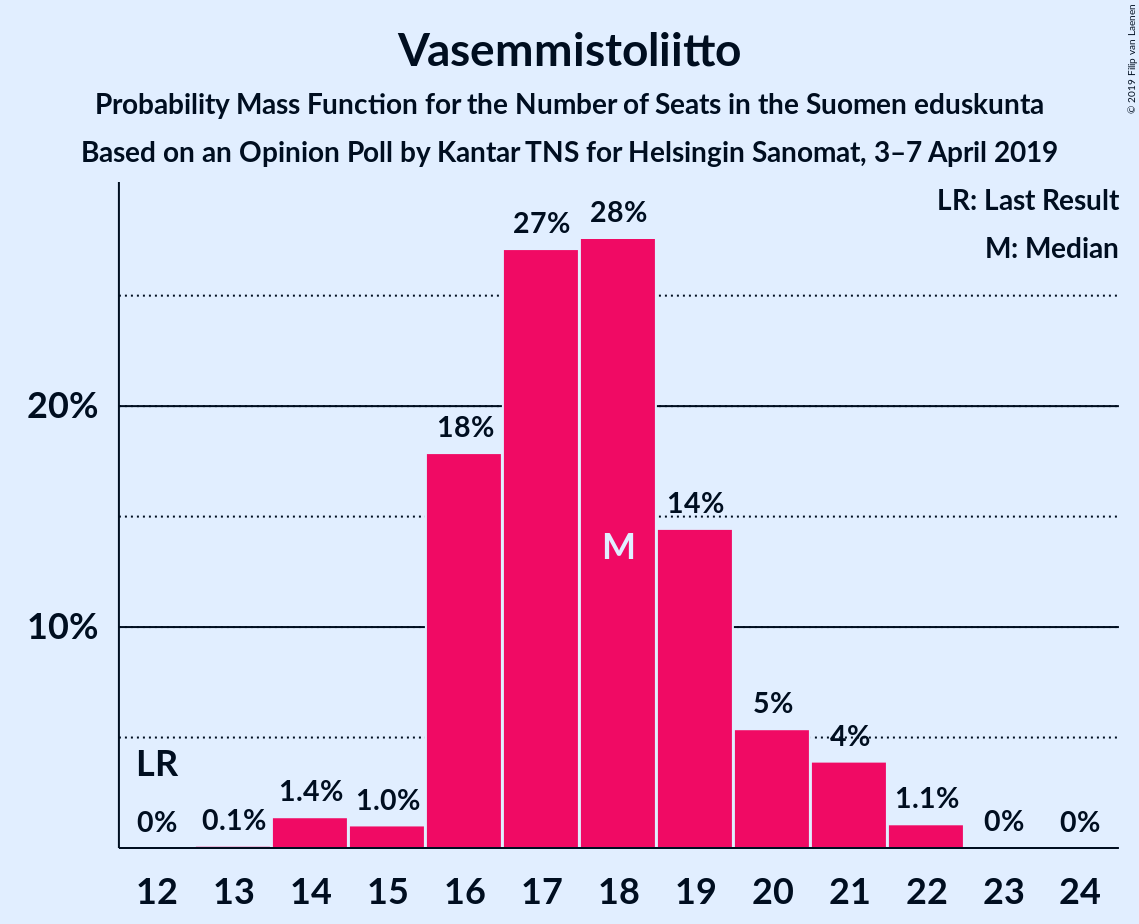 Vasemmistoliitto
Probability Mass Function for the Number of Seats in the Suomen eduskunta
Based on an Opinion Poll by Kantar TNS for Helsingin Sanomat, 3–7 April 2019
© 2019 Filip van Laenen
LR: Last Result
M: Median
20%
10%
LR
0%
0.1%
1.4%
1.0%
18%
27%
28%
M
14%
5%
4%
1.1%
0%
0%
12 13 14 15 16 17 18 19 20 21 22 23 24